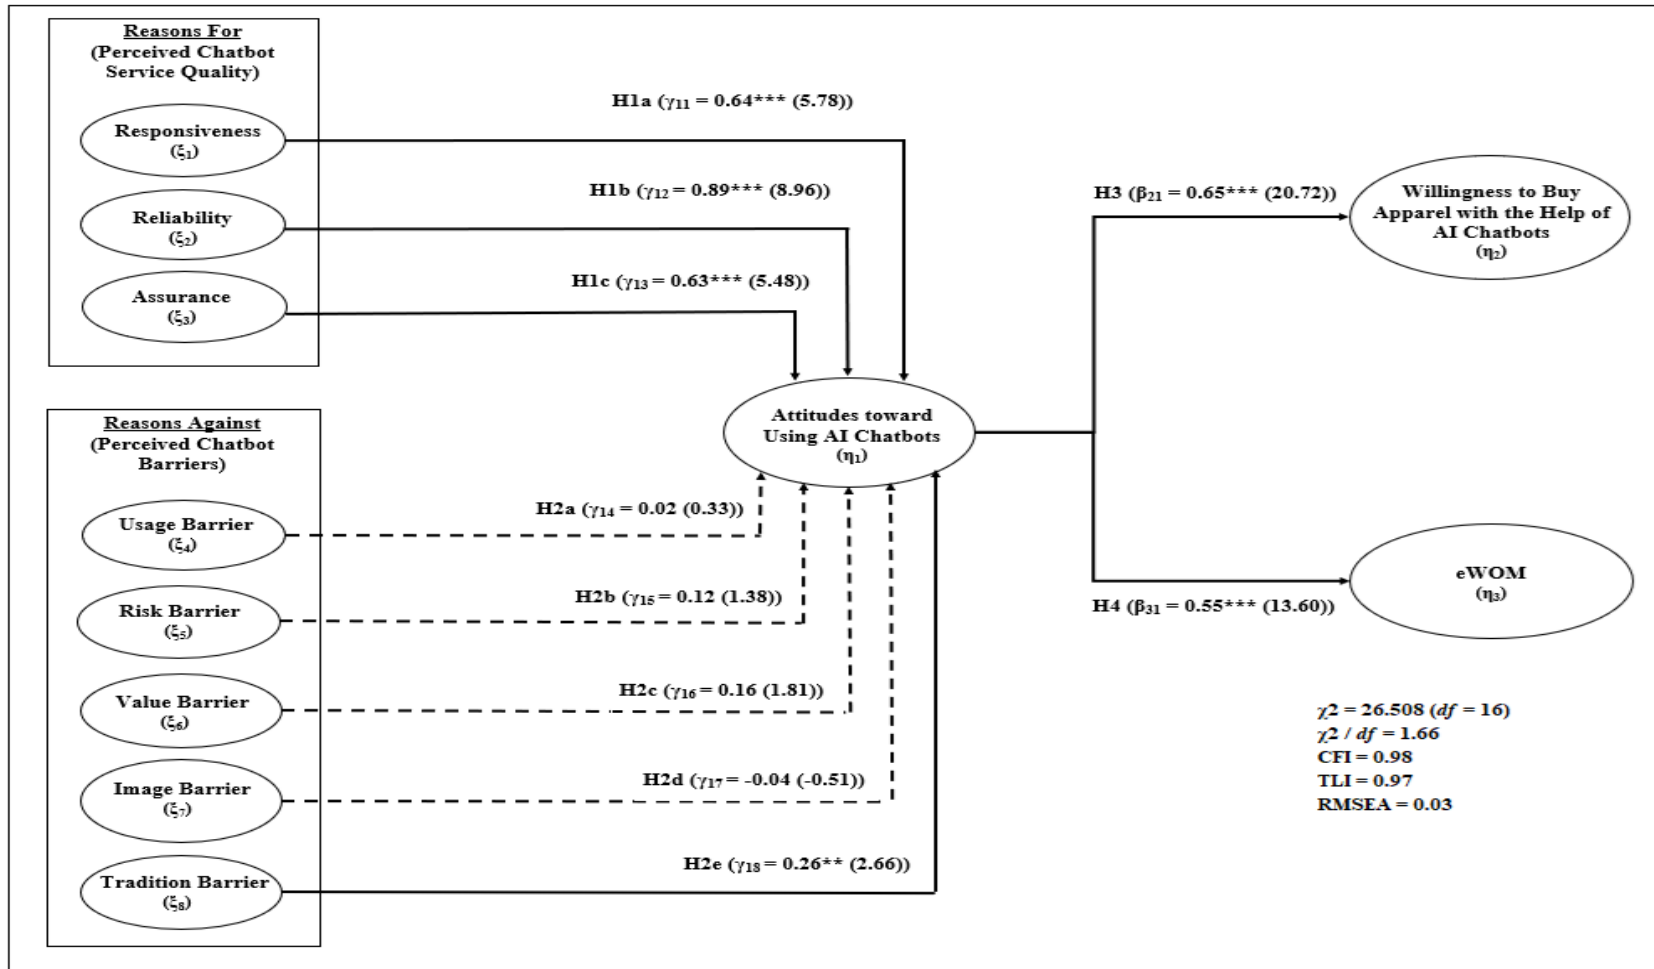 Reasons For
(Perceived Chatbot
Service Quality)
Responsiveness
(ξ₁)
Reliability
(ξ₂)
Assurance
(ξ₃)
H1a (γ₁₁ = 0.64*** (5.78))
H1b (γ₁₂ = 0.89*** (8.96))
H1c (γ₁₃ = 0.63*** (5.48))
Reasons Against
(Perceived Chatbot
Barriers)
Usage Barrier
(ξ₄)
Risk Barrier
(ξ₅)
Value Barrier
(ξ₆)
Image Barrier
(ξ₇)
Tradition Barrier
(ξ₈)
H2a (γ₁₄ = 0.02 (0.33))
H2b (γ₁₅ = 0.12 (1.38))
H2c (γ₁₆ = 0.16 (1.81))
H2d (γ₁₇ = -0.04 (-0.51))
H2e (γ₁₈ = 0.26** (2.66))
Attitudes toward
Using AI Chatbots
(η₁)
H3 (β₂₁ = 0.65*** (20.72))
Willingness to Buy
Apparel with the Help of
AI Chatbots
(η₂)
H4 (β₃₁ = 0.55*** (13.60))
eWOM
(η₃)
χ2 = 26.508 (df = 16)
χ2 / df = 1.66
CFI = 0.98
TLI = 0.97
RMSEA = 0.03